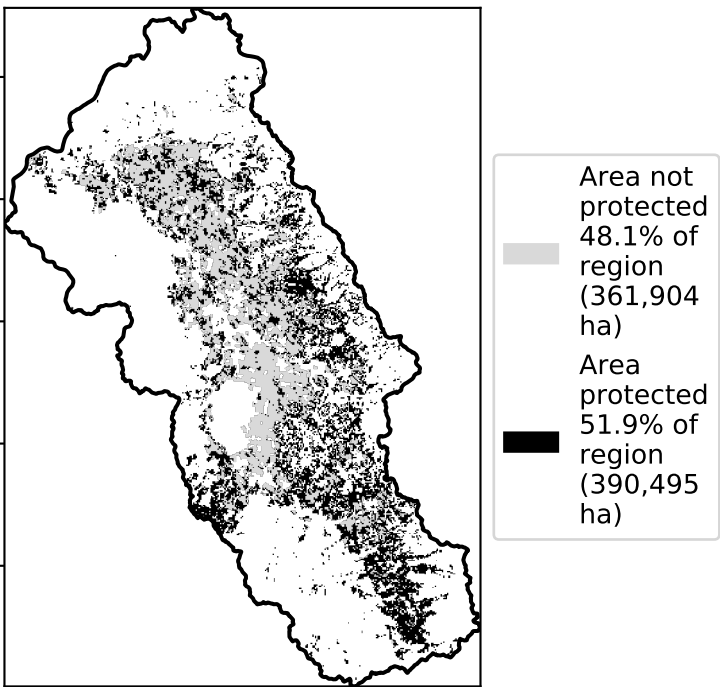 Area not
protected
48.1% of
region
(361,904
ha)
Area
protected
51.9% of
region
(390,495
ha)